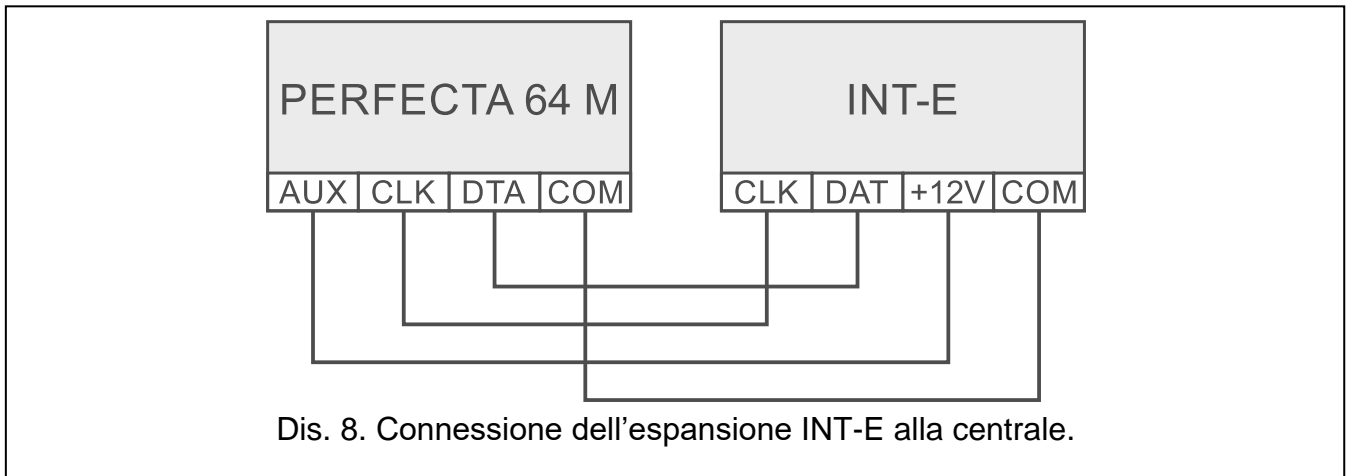 PERFECTA 64 M
INT-E
AUX CLK DTA COM
CLK DAT +12V COM
Dis. 8. Connessione dell’espansione INT-E alla centrale.